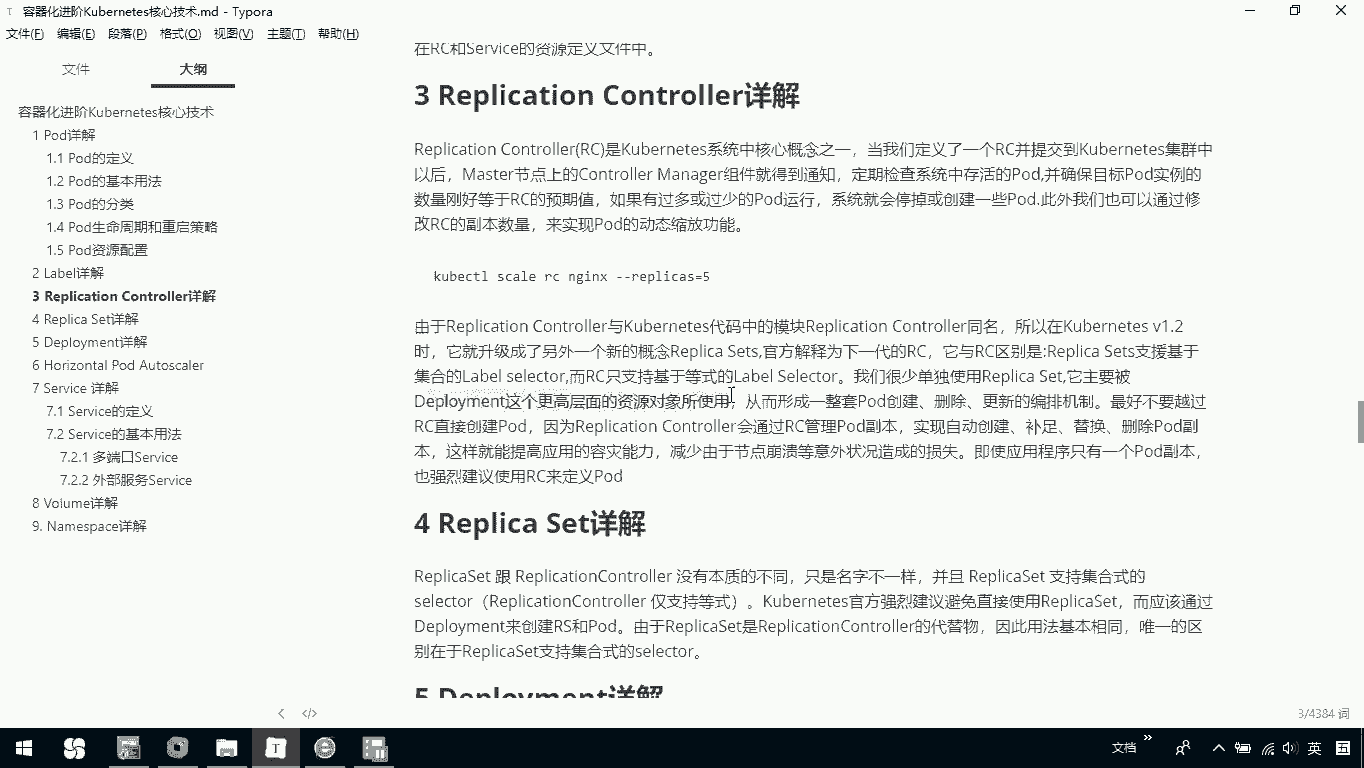 容器化进阶Kubernetes核心技术.md - Typora
文件(F) 编辑(E) 段落(P) 格式(O) 视图(V) 主题(T) 帮助(H)
文件 大纲
容器化进阶Kubernetes核心技术
1 Pod详解
1.1 Pod的定义
1.2 Pod的基本用法
1.3 Pod的分类
1.4 Pod生命周期和重启策略
1.5 Pod资源配置
2 Label详解
3 Replication Controller详解
4 Replica Set详解
5 Deployment详解
6 Horizontal Pod Autoscaler
7 Service 详解
7.1 Service的定义
7.2 Service的基本用法
7.2.1 多端口Service
7.2.2 外部服务Service
8 Volume详解
9. Namespace详解
在RC和Service的资源定义文件中。
3 Replication Controller详解
Replication Controller(RC)是Kubernetes系统中核心概念之一，当我们定义了一个RC并提交到Kubernetes集群中
以后，Master节点上的Controller Manager组件就得到通知，定期检查系统中存活的Pod,并确保目标Pod实例的
数量刚好等于RC的预期值，如果有过多或过少的Pod运行，系统就会停掉或创建一些Pod.此外我们也可以通过修
改RC的副本数量，来实现Pod的动态缩放功能。
kubectl scale rc nginx --replicas=5
由于Replication Controller与Kubernetes代码中的模块Replication Controller同名，所以在Kubernetes v1.2
时，它就升级成了另外一个新的概念Replica Sets,官方解释为下一代的RC，它与RC区别是:Replica Sets支援基于
集合的Label selector,而RC只支持基于等式的Label Selector。我们很少单独使用Replica Set,它主要被
Deployment这个更高层面的资源对象所使用，从而形成一整套Pod创建、删除、更新的编排机制。最好不要越过
RC直接创建Pod，因为Replication Controller会通过RC管理Pod副本，实现自动创建、补足、替换、删除Pod副
本，这样就能提高应用的容灾能力，减少由于节点崩溃等意外状况造成的损失。即使应用程序只有一个Pod副本，
也强烈建议使用RC来定义Pod
4 Replica Set详解
ReplicaSet 跟 ReplicationController 没有本质的不同，只是名字不一样，并且 ReplicaSet 支持集合式的
selector（ReplicationController 仅支持等式）。Kubernetes官方强烈建议避免直接使用ReplicaSet，而应该通过
Deployment来创建RS和Pod。由于ReplicaSet是ReplicationController的代替物，因此用法基本相同，唯一的区
别在于ReplicaSet支持集合式的selector。
5 Deployment详解
3/4384 词
文档 英 五